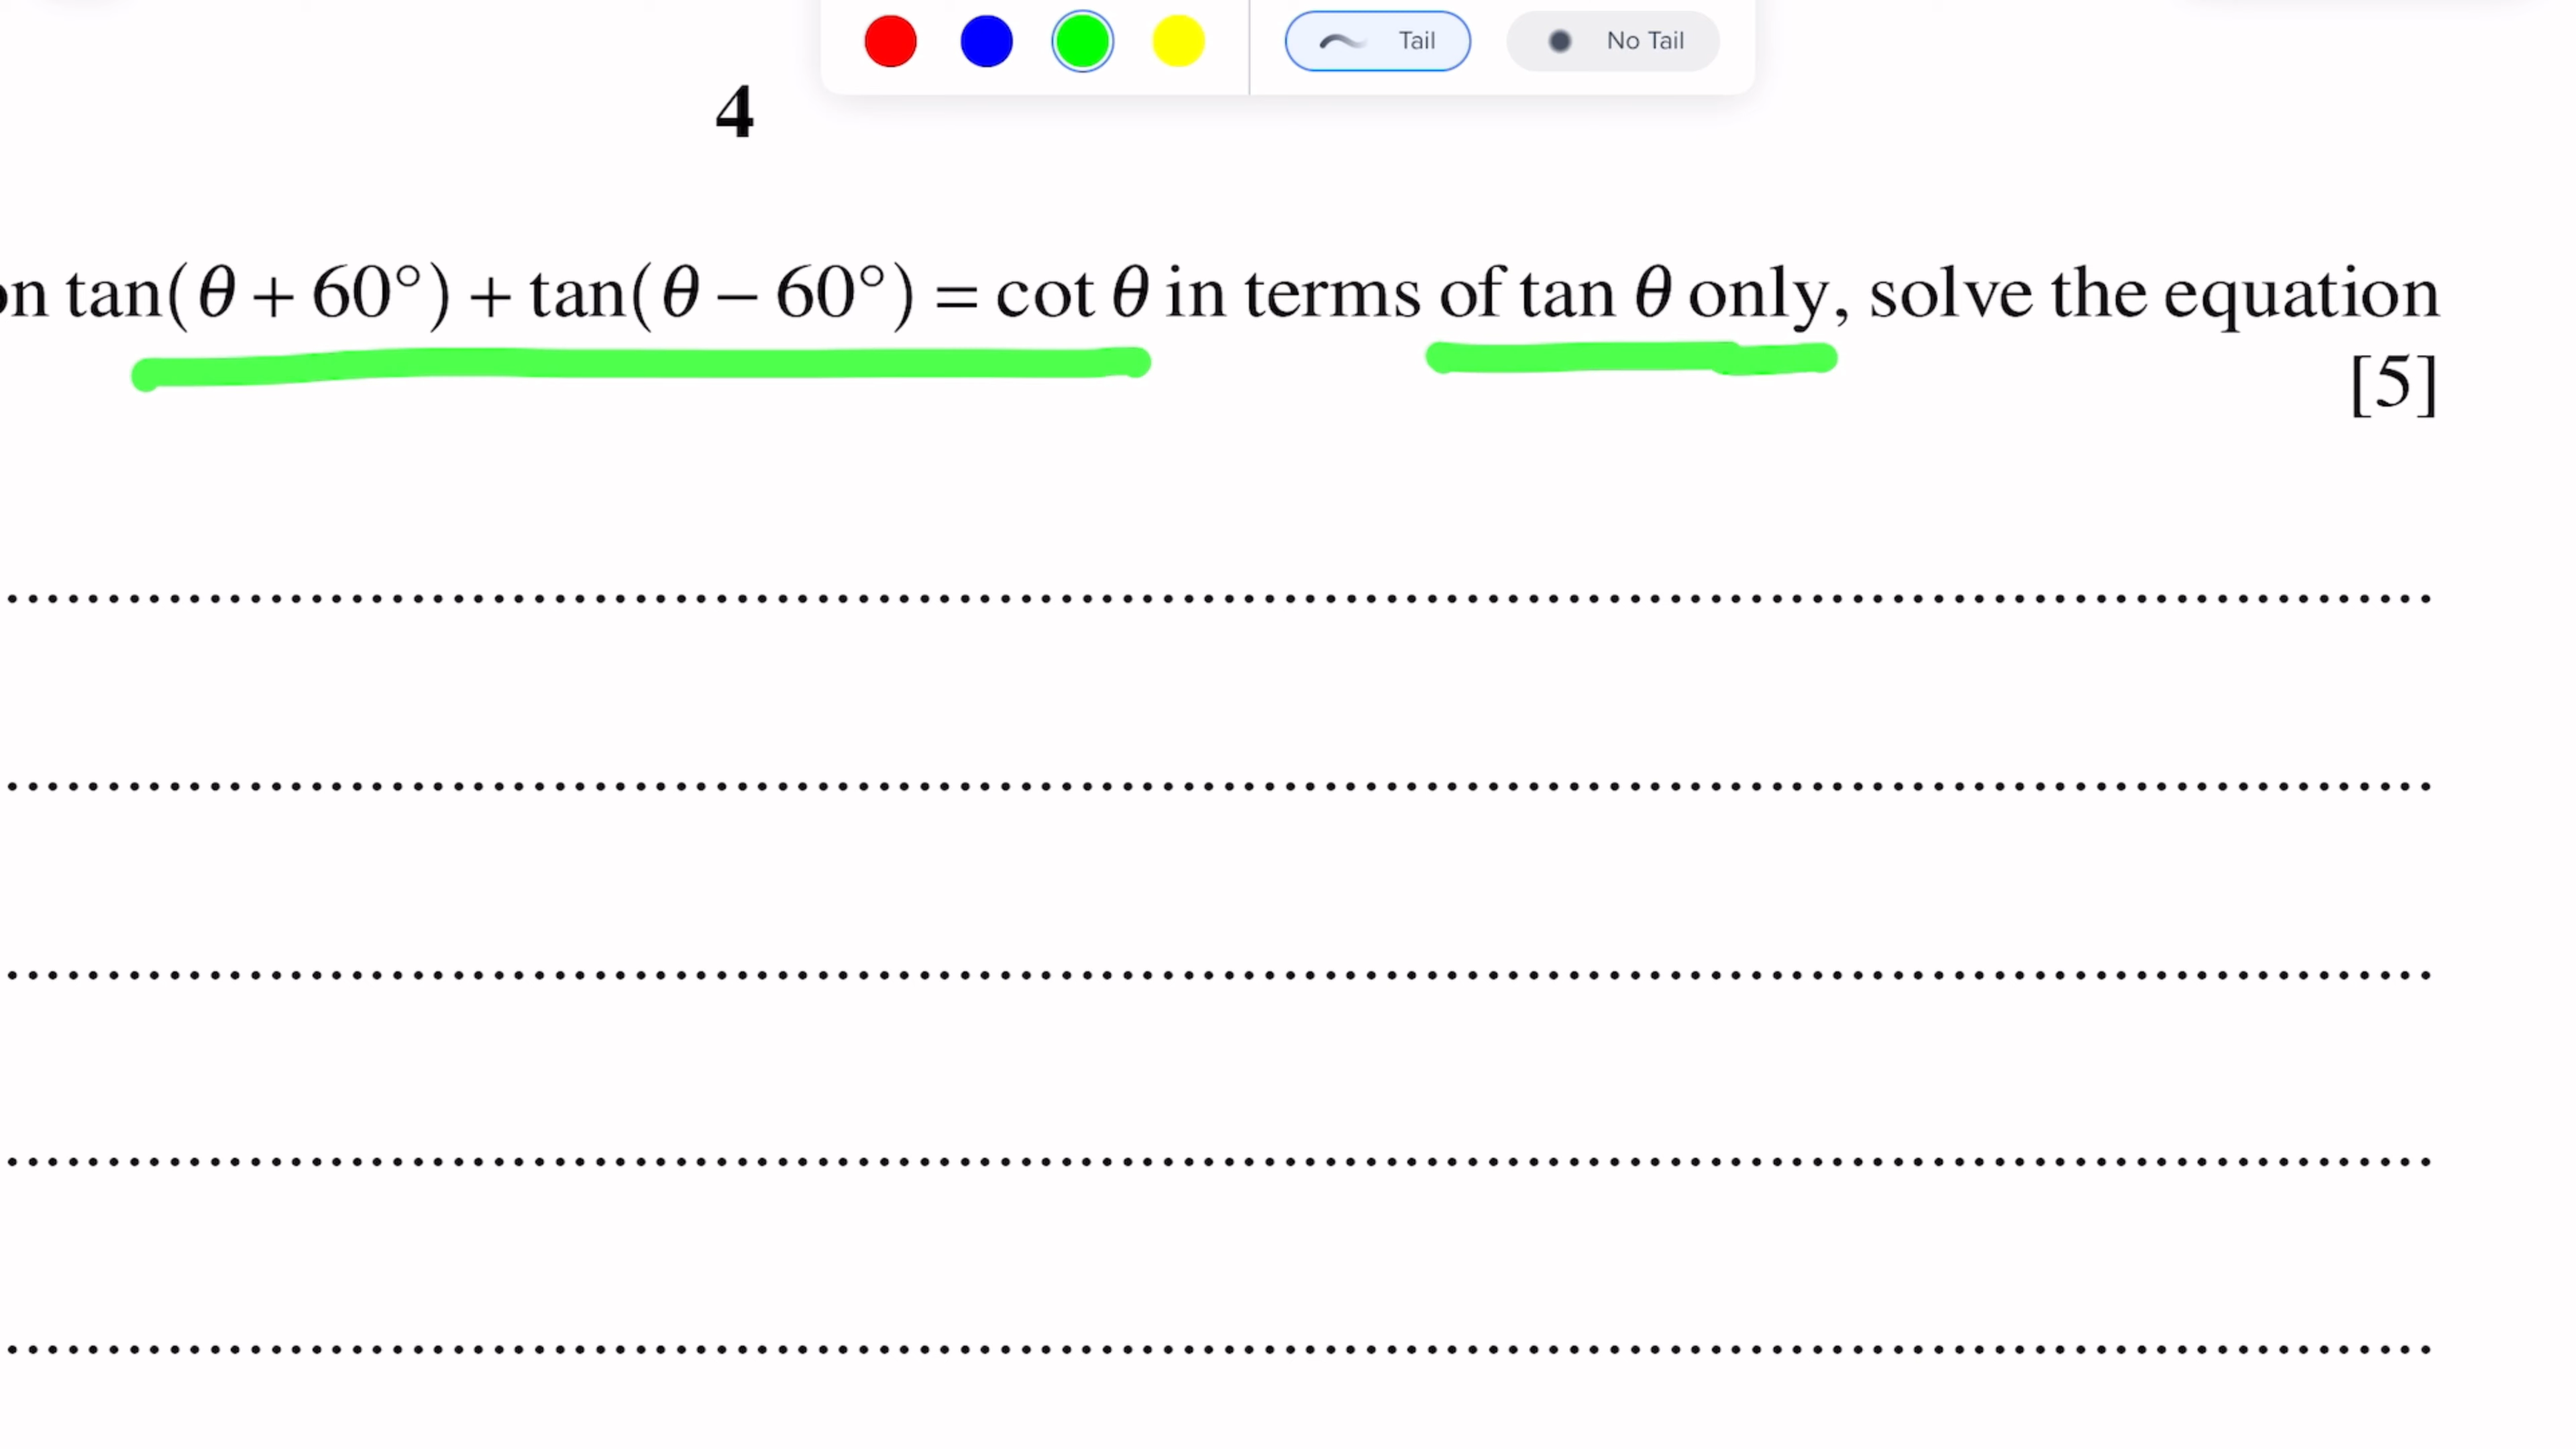 Tail No Tail
4
on tan(θ + 60°) + tan(θ − 60°) = cot θ in terms of tan θ only, solve the equation
[5]